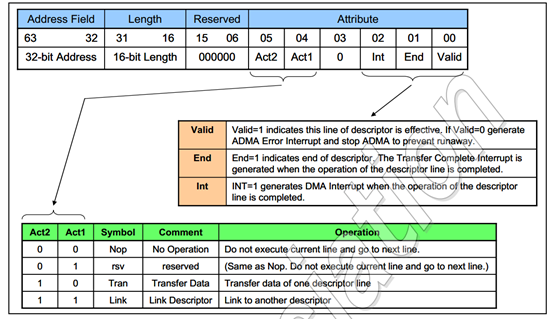 Address Field Length Reserved Attribute
63 32 31 16 15 06 05 04 03 02 01 00
32-bit Address 16-bit Length 000000 Act2 Act1 0 Int End Valid
Valid Valid=1 indicates this line of descriptor is effective. If Valid=0 generate
ADMA Error Interrupt and stop ADMA to prevent runaway.
End End=1 indicates end of descriptor. The Transfer Complete Interrupt is
generated when the operation of the descriptor line is completed.
Int INT=1 generates DMA Interrupt when the operation of the descriptor
line is completed.
Act2 Act1 Symbol Comment Operation
0 0 Nop No Operation Do not execute current line and go to next line.
0 1 rsv reserved (Same as Nop. Do not execute current line and go to next line.)
1 0 Tran Transfer Data Transfer data of one descriptor line
1 1 Link Link Descriptor Link to another descriptor